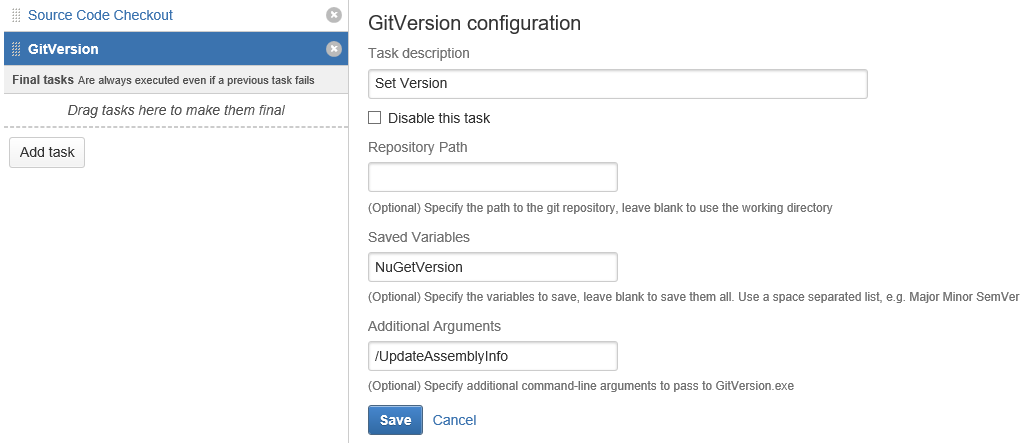 Source Code Checkout
GitVersion
Final tasks Are always executed even if a previous task fails
Drag tasks here to make them final
Add task
GitVersion configuration
Task description
Set Version
Disable this task
Repository Path
(Optional) Specify the path to the git repository, leave blank to use the working directory
Saved Variables
NuGetVersion
(Optional) Specify the variables to save, leave blank to save them all. Use a space separated list, e.g. Major Minor SemVer
Additional Arguments
/UpdateAssemblyInfo
(Optional) Specify additional command-line arguments to pass to GitVersion.exe
Save Cancel